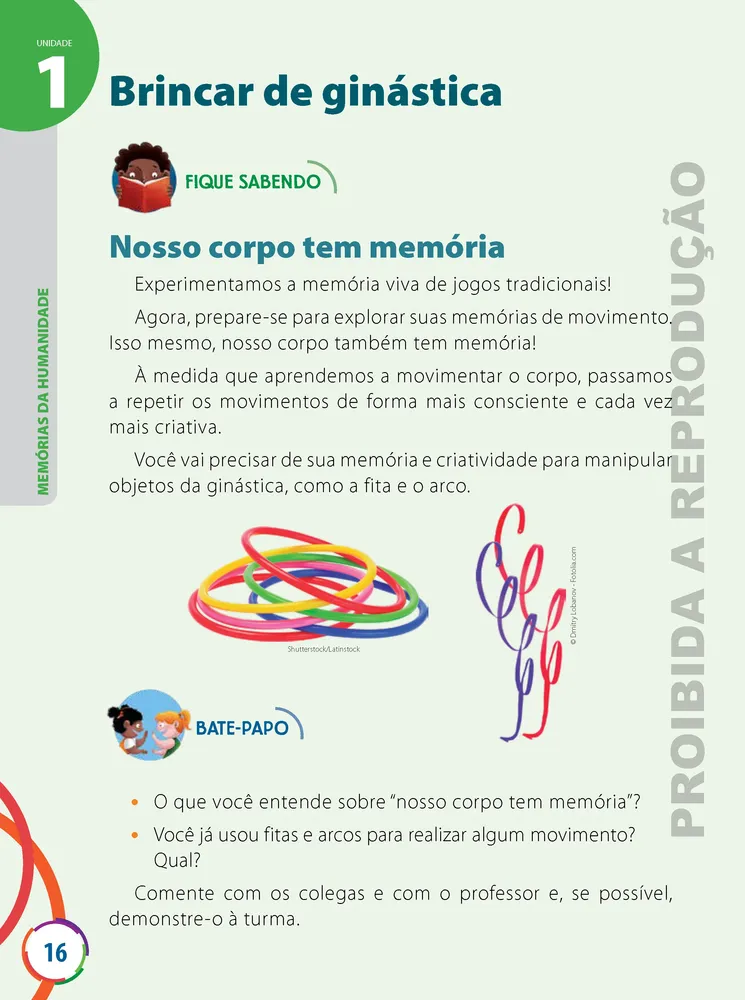 UNIDADE
1
Brincar de ginástica
FIQUE SABENDO
Nosso corpo tem memória
Experimentamos a memória viva de jogos tradicionais!
Agora, prepare-se para explorar suas memórias de movimento.
Isso mesmo, nosso corpo também tem memória!
À medida que aprendemos a movimentar o corpo, passamos
a repetir os movimentos de forma mais consciente e cada vez
mais criativa.
Você vai precisar de sua memória e criatividade para manipular
objetos da ginástica, como a fita e o arco.
Shutterstock/Latinstock
© Dmitry Lobanov - Fotolia.com
BATE-PAPO
• O que você entende sobre “nosso corpo tem memória”?
• Você já usou fitas e arcos para realizar algum movimento?
Qual?
Comente com os colegas e com o professor e, se possível,
demonstre-o à turma.
16
MEMÓRIAS DA HUMANIDADE
PROIBIDA A REPRODUÇÃO